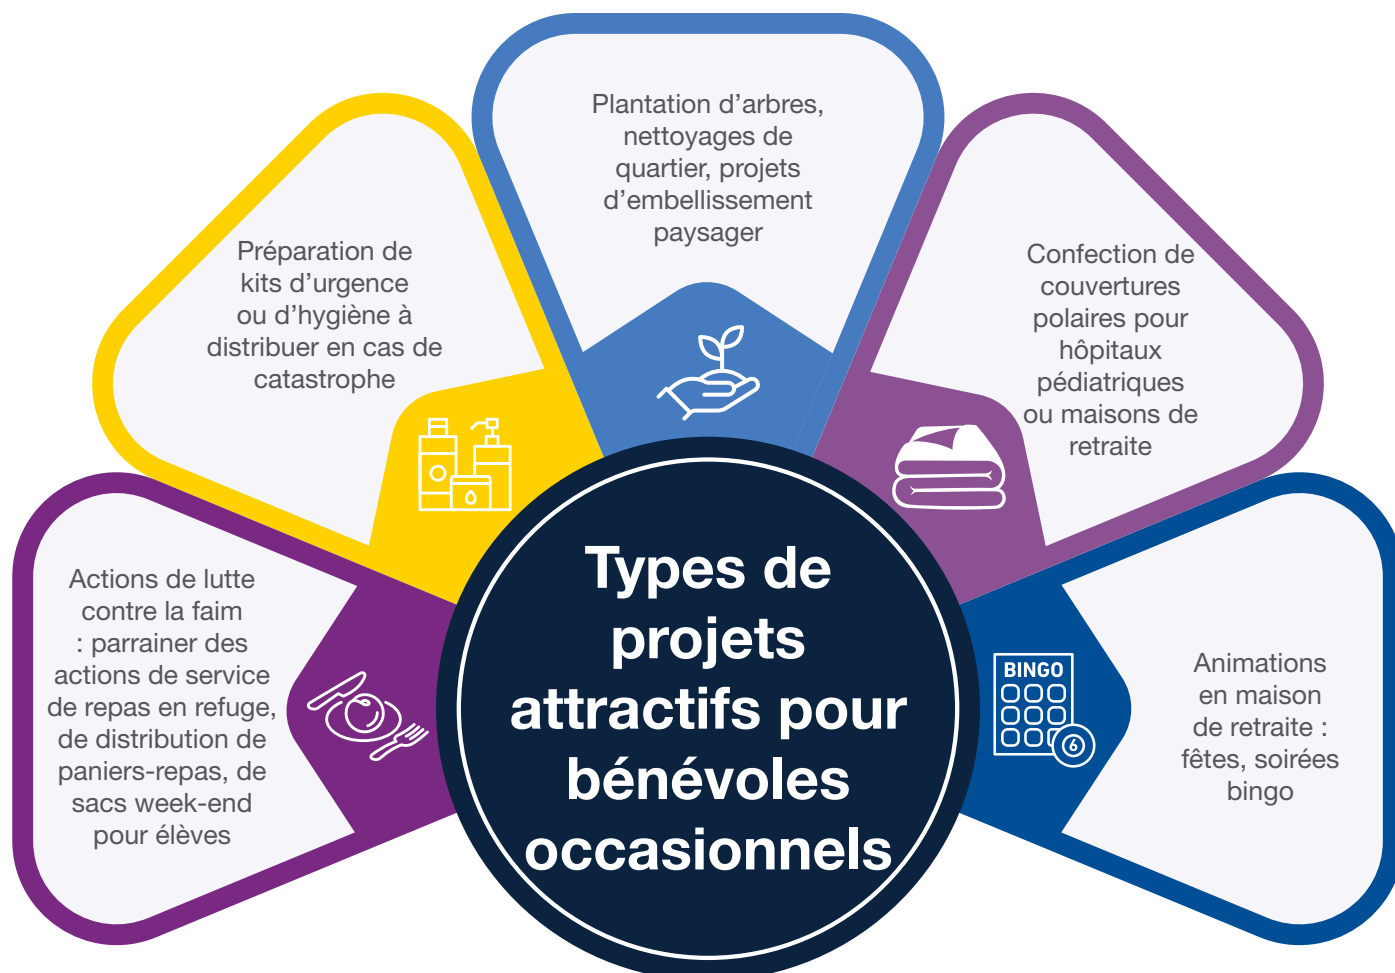 Plantation d’arbres,
nettoyages de
quartier, projets
d’embellissement
paysager
Préparation de
kits d’urgence
ou d’hygiène à
distribuer en cas de
catastrophe
Confection de
couvertures
polaires pour
hôpitaux
pédiatriques
ou maisons de
retraite
Actions de lutte
contre la faim
: parrainer des
actions de service
de repas en refuge,
de distribution de
paniers-repas, de
sacs week-end
pour élèves
Types de
projets
attractifs pour
bénévoles
occasionnels
BINGO
6
Animations
en maison
de retraite :
fêtes, soirées
bingo